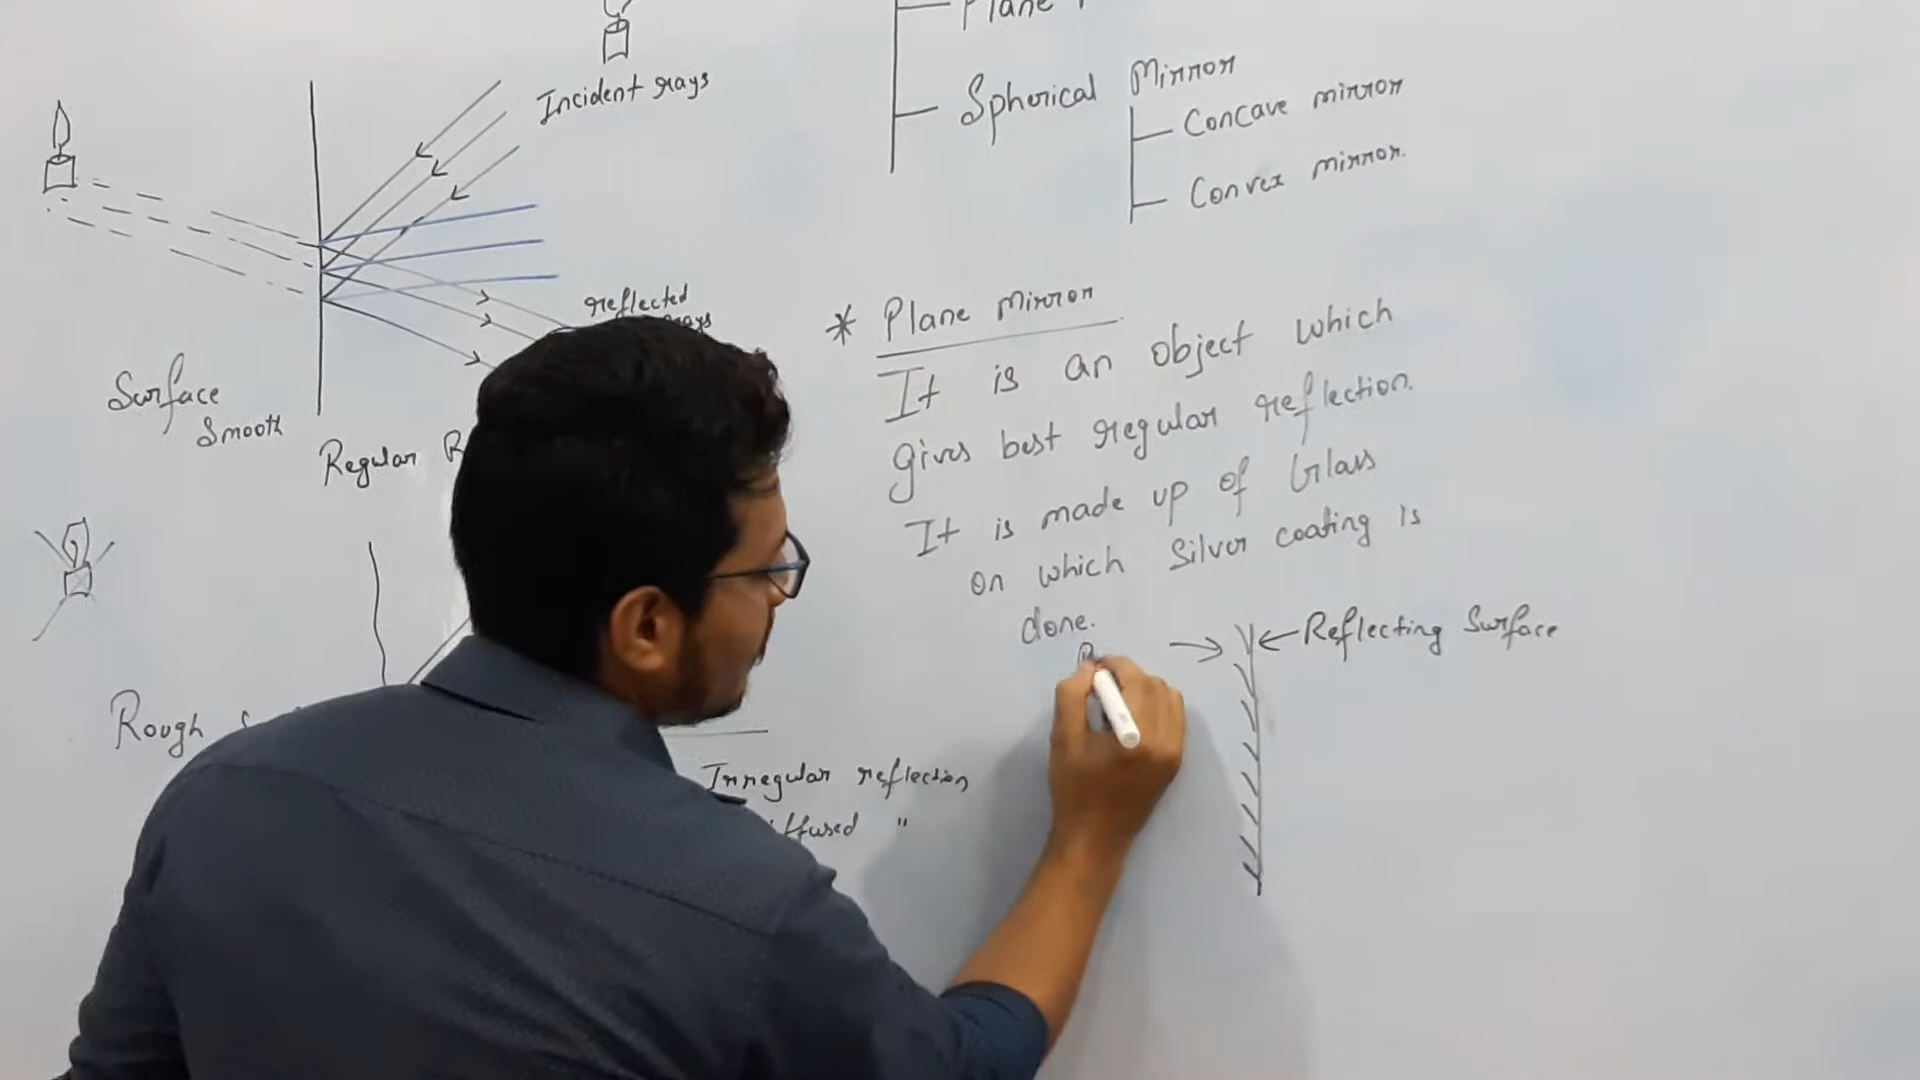 Incident rays
reflected
rays
Surface
Smooth
Regular
Rough
Irregular reflection
"
Plane
Spherical Mirror
Concave mirror
Convex mirror.
* Plane Mirror
It is an object which
gives best regular reflection.
It is made up of Glass
on which Silver coating is
done.
Reflecting Surface